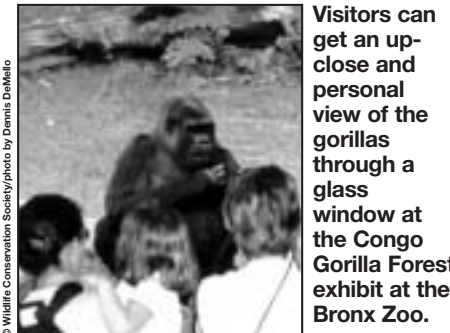 © Wildlife Conservation Society/photo by Dennis DeMello
Visitors can
get an up-
close and
personal
view of the
gorillas
through a
glass
window at
the Congo
Gorilla Forest
exhibit at the
Bronx Zoo.